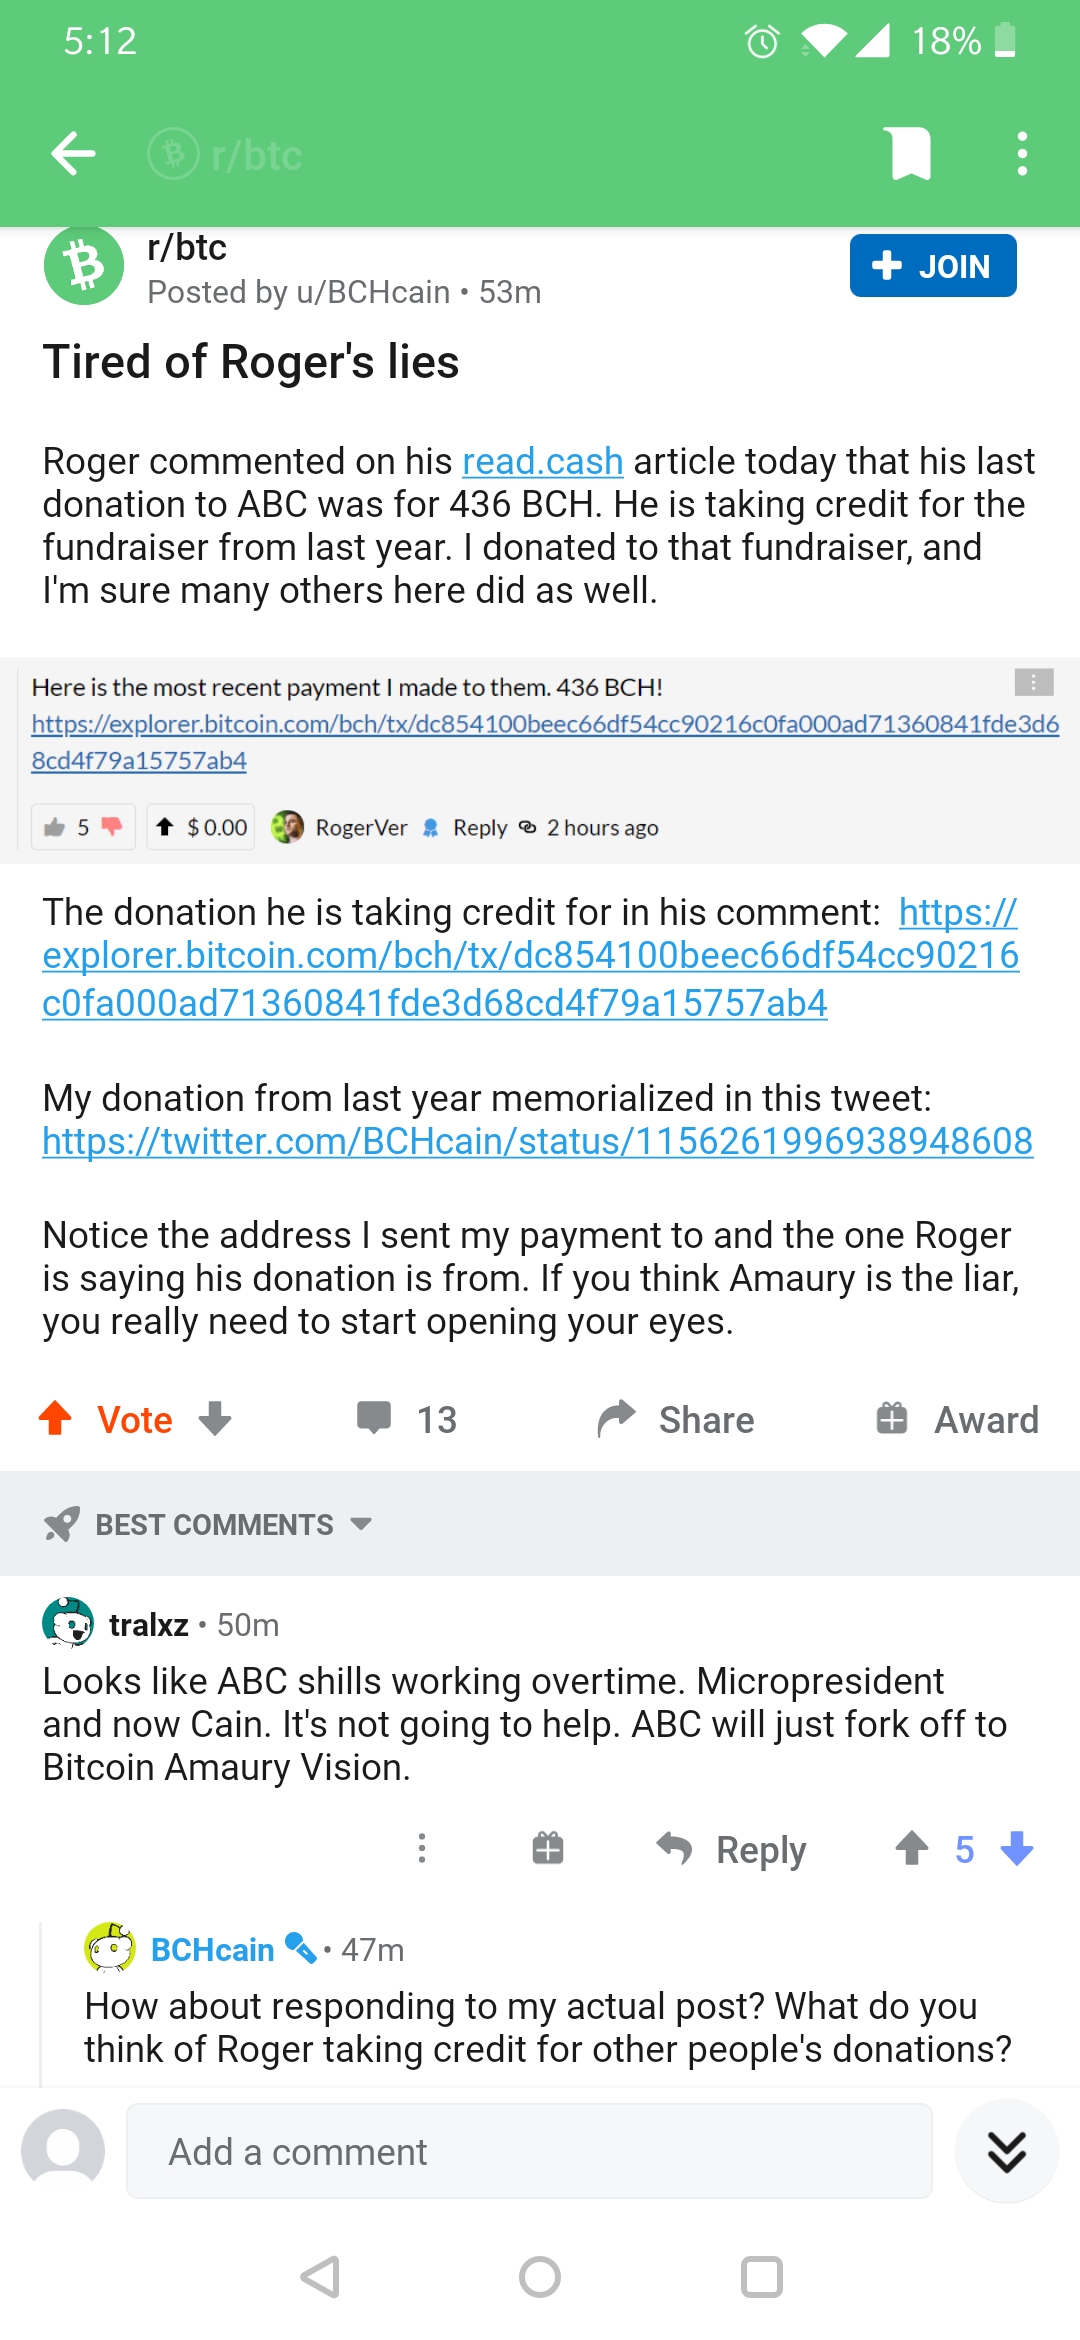 5:12
18%
r/btc
r/btc
Posted by u/BCHcain • 53m
JOIN
Tired of Roger's lies
Roger commented on his read.cash article today that his last
donation to ABC was for 436 BCH. He is taking credit for the
fundraiser from last year. I donated to that fundraiser, and
I'm sure many others here did as well.
Here is the most recent payment I made to them. 436 BCH!
https://explorer.bitcoin.com/bch/tx/dc854100beec66df54cc90216c0fa000ad71360841fde3d6
8cd4f79a15757ab4
5 $0.00 RogerVer Reply 2 hours ago
The donation he is taking credit for in his comment: https://
explorer.bitcoin.com/bch/tx/dc854100beec66df54cc90216
c0fa000ad71360841fde3d68cd4f79a15757ab4
My donation from last year memorialized in this tweet:
https://twitter.com/BCHcain/status/1156261996938948608
Notice the address I sent my payment to and the one Roger
is saying his donation is from. If you think Amaury is the liar,
you really need to start opening your eyes.
Vote 13 Share Award
BEST COMMENTS
tralxz • 50m
Looks like ABC shills working overtime. Micropresident
and now Cain. It's not going to help. ABC will just fork off to
Bitcoin Amaury Vision.
Reply 5
BCHcain • 47m
How about responding to my actual post? What do you
think of Roger taking credit for other people's donations?
Add a comment